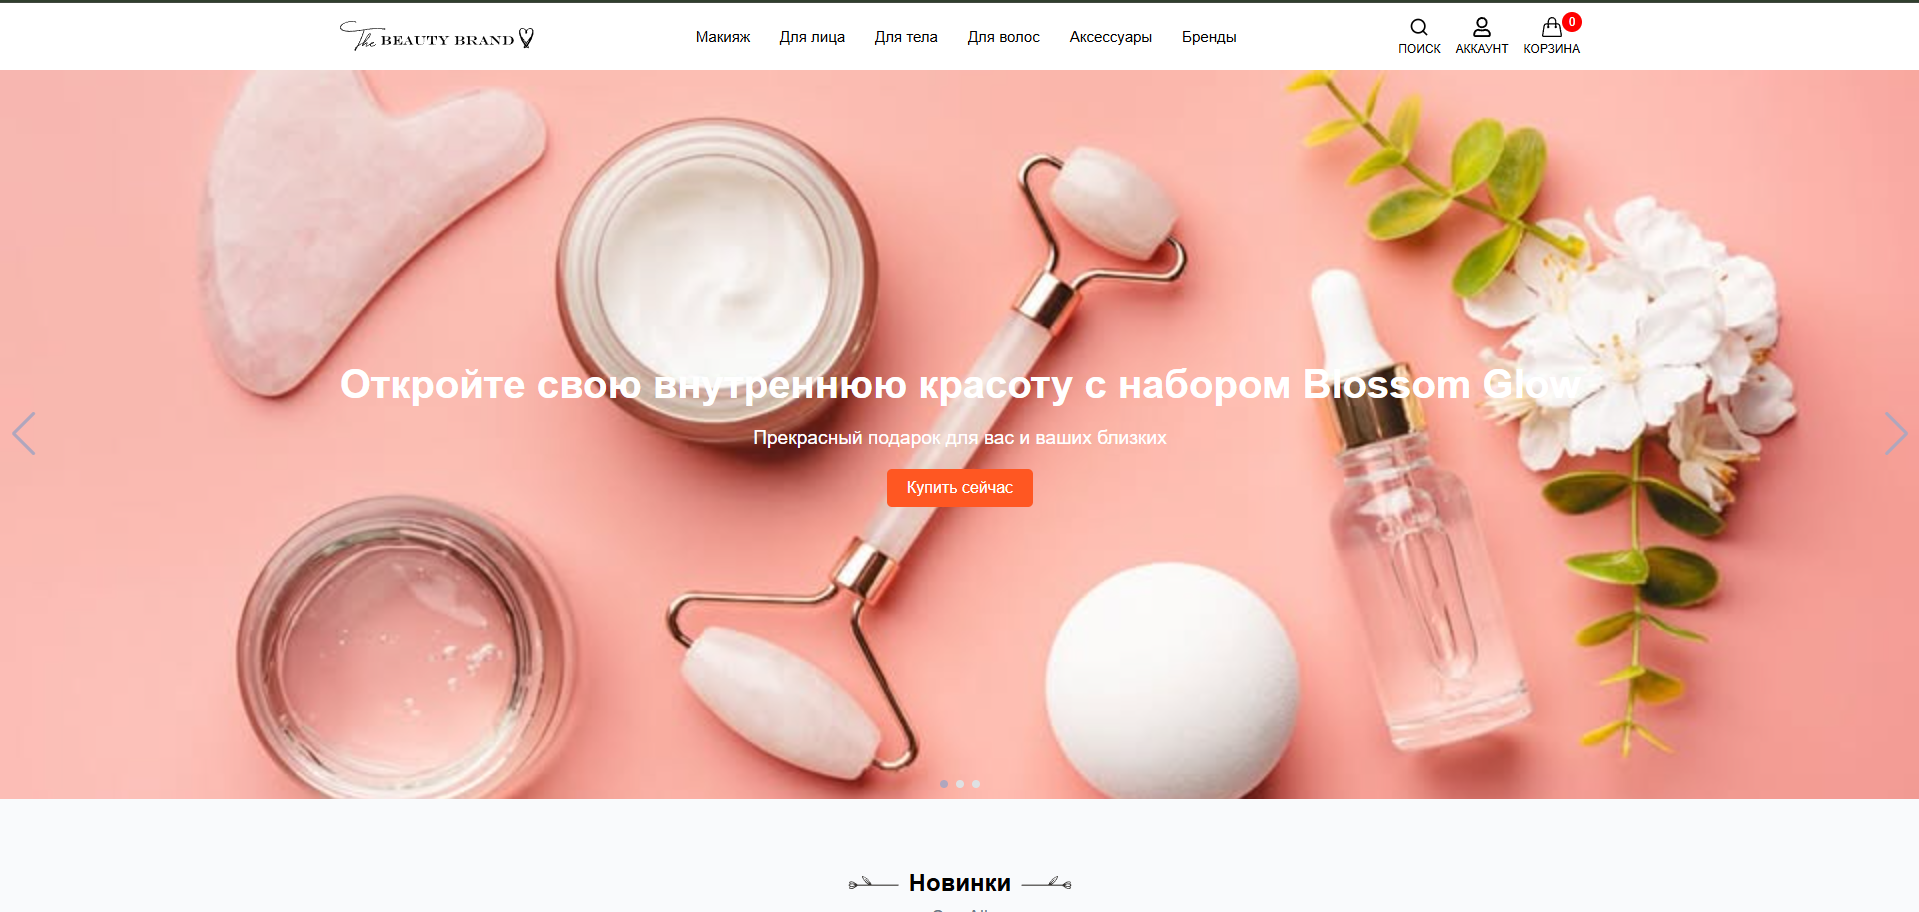 The BEAUTY BRAND
Макияж Для лица Для тела Для волос Аксессуары Бренды
0
ПОИСК АККАУНТ КОРЗИНА
Откройте свою внутреннюю красоту с набором Blossom Glow
Прекрасный подарок для вас и ваших близких
Купить сейчас
Новинки